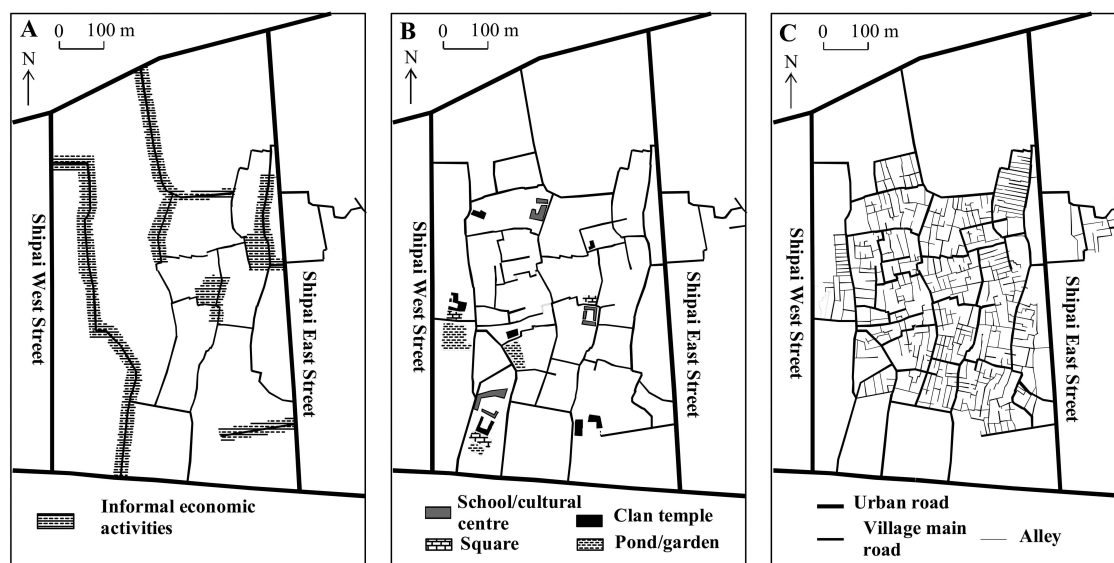 A
0 100 m
N
Shipai West Street
Shipai East Street
Informal economic
activities
B
0 100 m
N
Shipai West Street
Shipai East Street
School/cultural
centre
Clan temple
Square
Pond/garden
C
0 100 m
N
Shipai West Street
Shipai East Street
Urban road
Village main
road
Alley